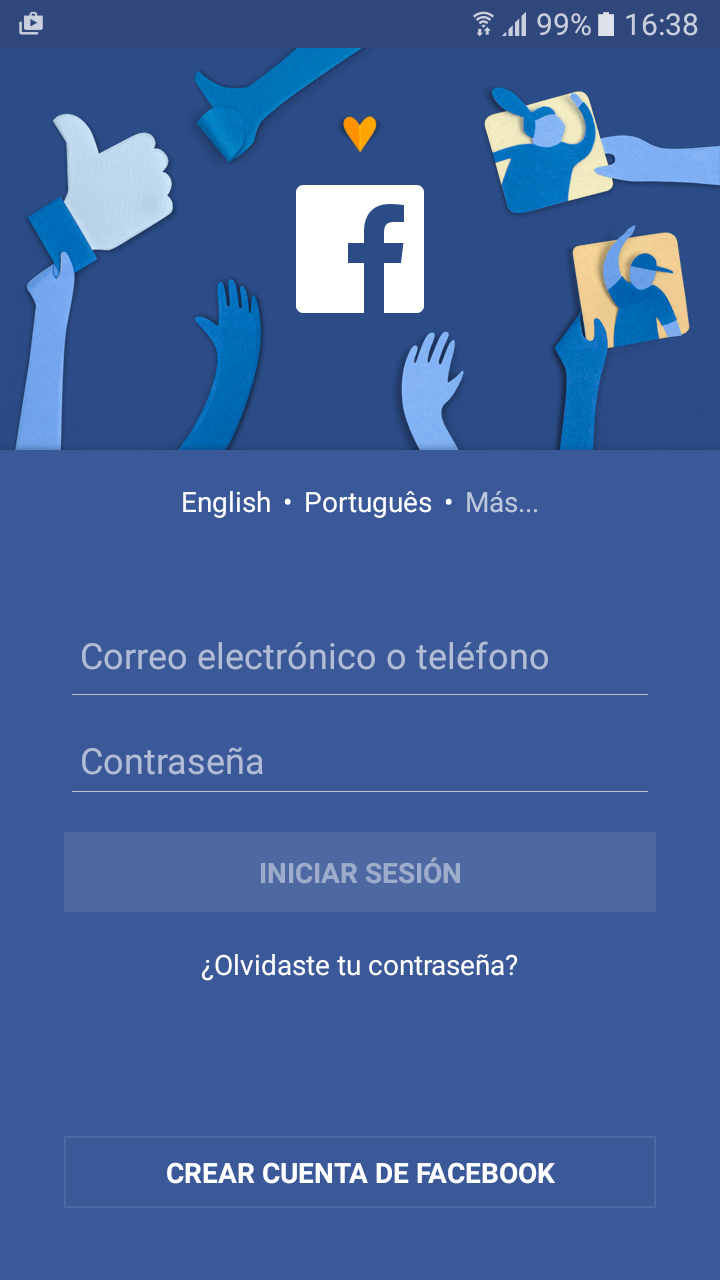 99% 16:38
f
English • Português • Más...
Correo electrónico o teléfono
Contraseña
INICIAR SESIÓN
¿Olvidaste tu contraseña?
CREAR CUENTA DE FACEBOOK